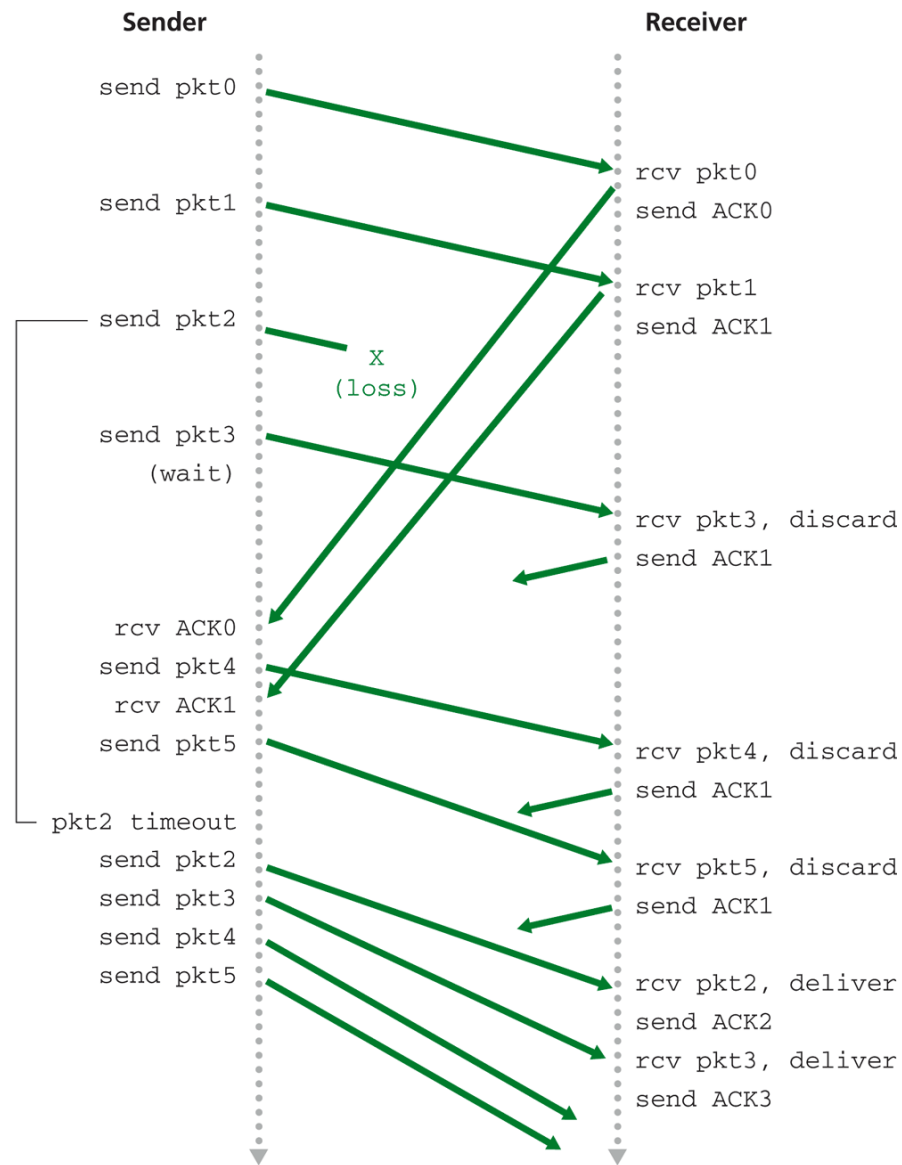 Sender
Receiver
send pkt0
rcv pkt0
send ACK0
send pkt1
rcv pkt1
send ACK1
send pkt2
X
(loss)
send pkt3
(wait)
rcv pkt3, discard
send ACK1
rcv ACK0
send pkt4
rcv ACK1
send pkt5
rcv pkt4, discard
send ACK1
pkt2 timeout
send pkt2
send pkt3
send pkt4
send pkt5
rcv pkt5, discard
send ACK1
rcv pkt2, deliver
send ACK2
rcv pkt3, deliver
send ACK3